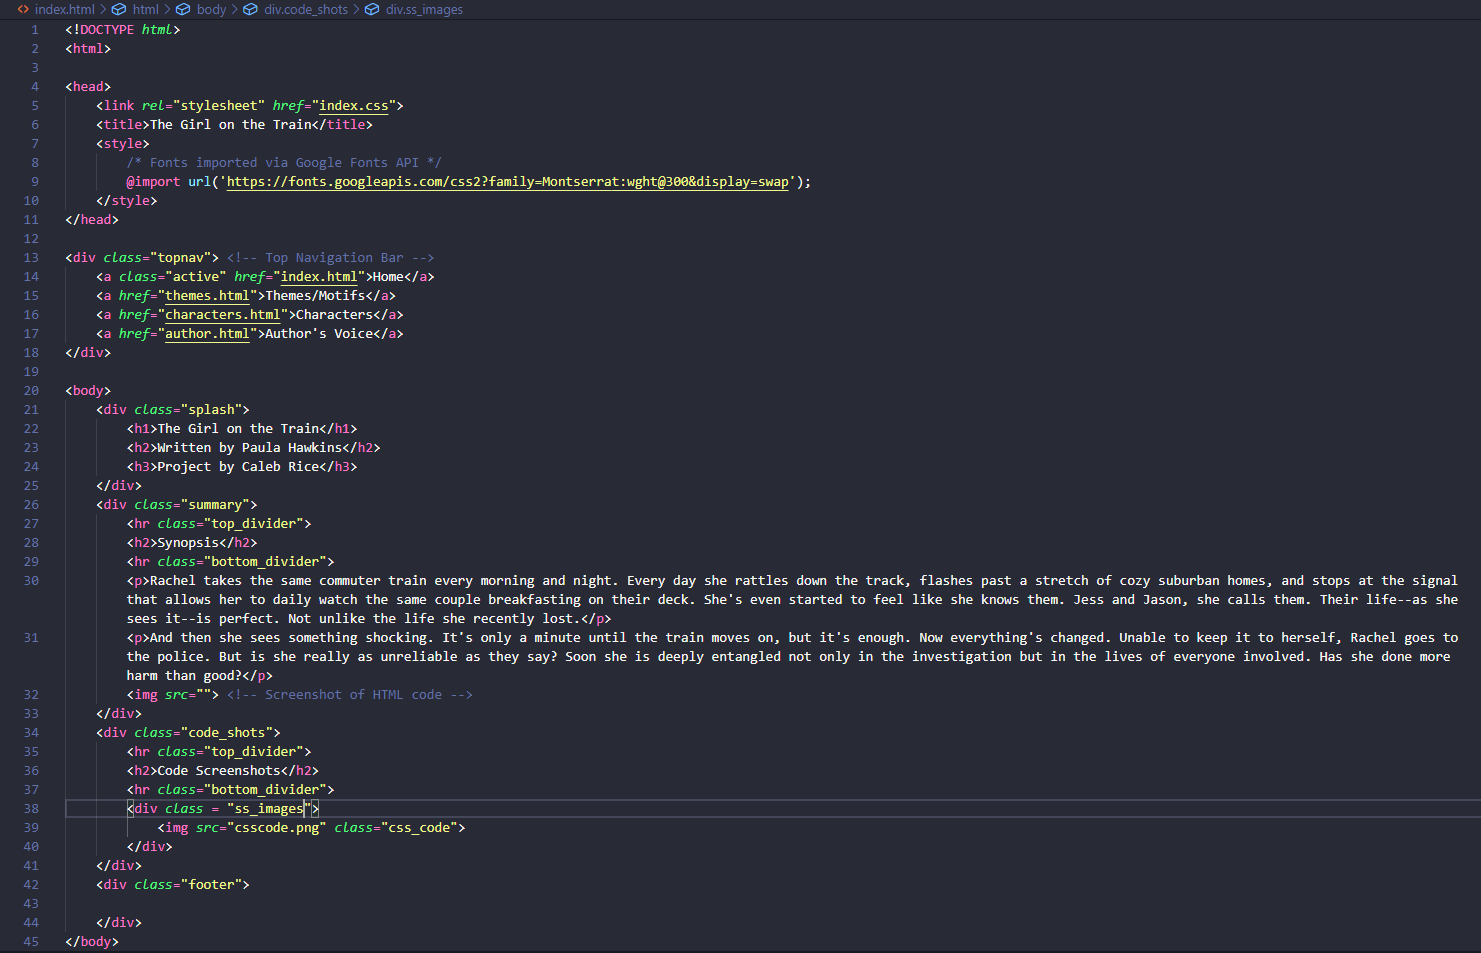 index.html > html > body > div.code_shots > div.ss_images
1 <!DOCTYPE html>
2 <html>
3
4 <head>
5     <link rel="stylesheet" href="index.css">
6     <title>The Girl on the Train</title>
7     <style>
8         /* Fonts imported via Google Fonts API */
9         @import url('https://fonts.googleapis.com/css2?family=Montserrat:wght@300&display=swap');
10     </style>
11 </head>
12
13 <div class="topnav"> <!-- Top Navigation Bar -->
14     <a class="active" href="index.html">Home</a>
15     <a href="themes.html">Themes/Motifs</a>
16     <a href="characters.html">Characters</a>
17     <a href="author.html">Author's Voice</a>
18 </div>
19
20 <body>
21     <div class="splash">
22         <h1>The Girl on the Train</h1>
23         <h2>Written by Paula Hawkins</h2>
24         <h3>Project by Caleb Rice</h3>
25     </div>
26     <div class="summary">
27         <hr class="top_divider">
28         <h2>Synopsis</h2>
29         <hr class="bottom_divider">
30         <p>Rachel takes the same commuter train every morning and night. Every day she rattles down the track, flashes past a stretch of cozy suburban homes, and stops at the signal
that allows her to daily watch the same couple breakfasting on their deck. She's even started to feel like she knows them. Jess and Jason, she calls them. Their life--as she
sees it--is perfect. Not unlike the life she recently lost.</p>
31         <p>And then she sees something shocking. It's only a minute until the train moves on, but it's enough. Now everything's changed. Unable to keep it to herself, Rachel goes to
the police. But is she really as unreliable as they say? Soon she is deeply entangled not only in the investigation but in the lives of everyone involved. Has she done more
harm than good?</p>
32         <img src=""> <!-- Screenshot of HTML code -->
33     </div>
34     <div class="code_shots">
35         <hr class="top_divider">
36         <h2>Code Screenshots</h2>
37         <hr class="bottom_divider">
38         <div class = "ss_images">
39             <img src="csscode.png" class="css_code">
40         </div>
41     </div>
42     <div class="footer">
43
44     </div>
45 </body>